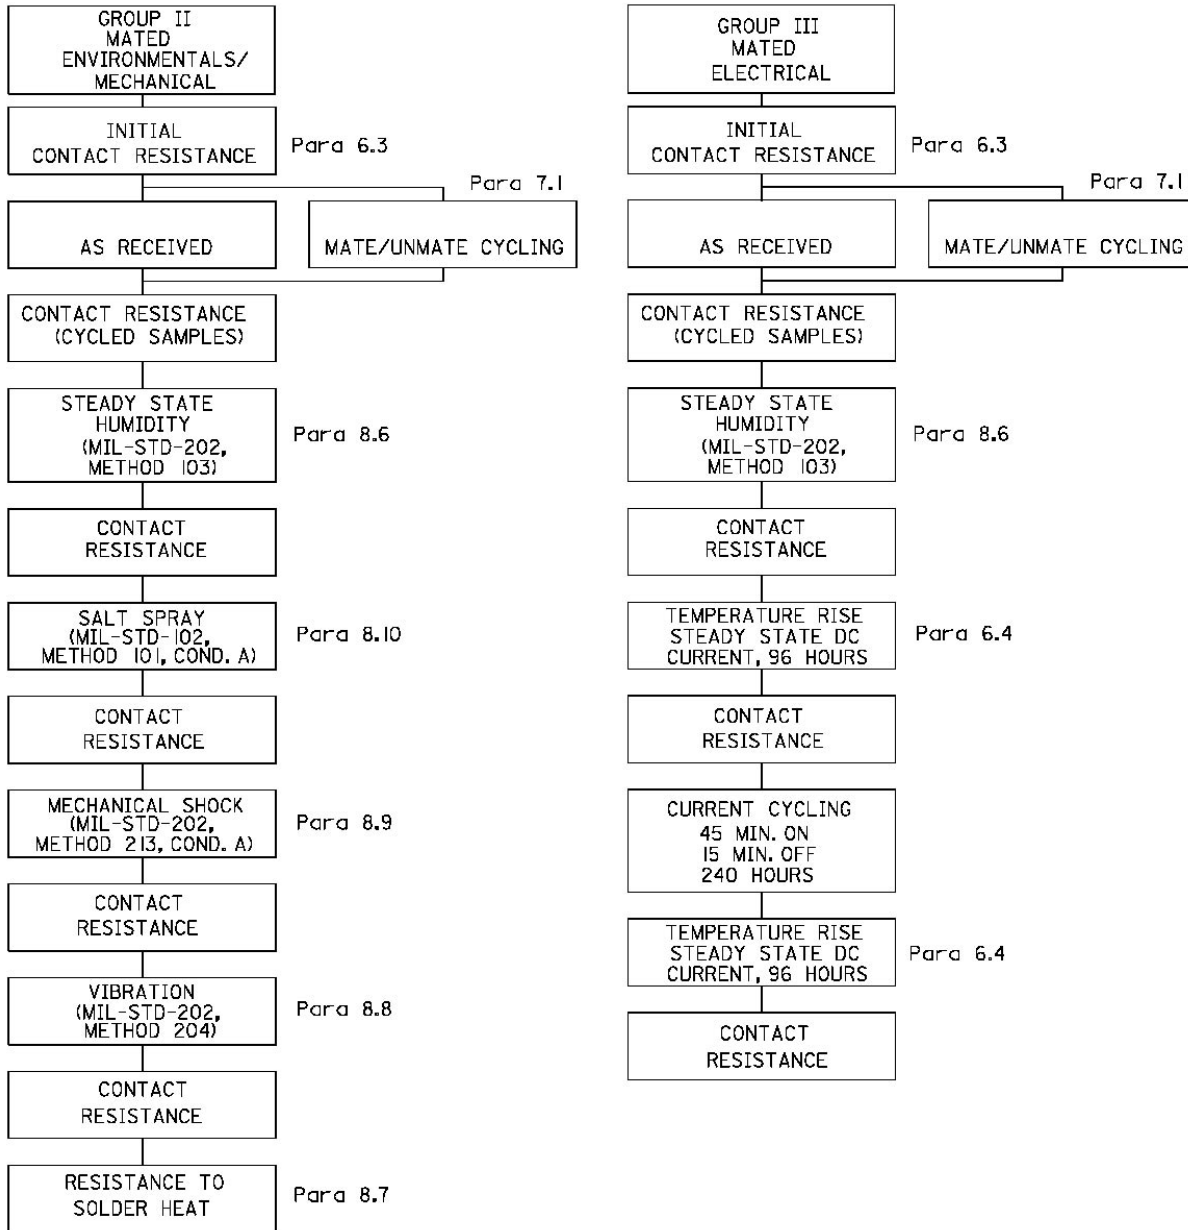 GROUP II
MATED
ENVIRONMENTALS/
MECHANICAL
INITIAL
CONTACT RESISTANCE
Para 6.3
Para 7.1
AS RECEIVED
MATE/UNMATE CYCLING
CONTACT RESISTANCE
(CYCLED SAMPLES)
STEADY STATE
HUMIDITY
(MIL-STD-202,
METHOD 103)
Para 8.6
CONTACT
RESISTANCE
SALT SPRAY
(MIL-STD-102,
METHOD 101, COND. A)
Para 8.10
CONTACT
RESISTANCE
MECHANICAL SHOCK
(MIL-STD-202,
METHOD 213, COND. A)
Para 8.9
CONTACT
RESISTANCE
VIBRATION
(MIL-STD-202,
METHOD 204)
Para 8.8
CONTACT
RESISTANCE
RESISTANCE TO
SOLDER HEAT
Para 8.7
GROUP III
MATED
ELECTRICAL
INITIAL
CONTACT RESISTANCE
Para 6.3
Para 7.1
AS RECEIVED
MATE/UNMATE CYCLING
CONTACT RESISTANCE
(CYCLED SAMPLES)
STEADY STATE
HUMIDITY
(MIL-STD-202,
METHOD 103)
Para 8.6
CONTACT
RESISTANCE
TEMPERATURE RISE
STEADY STATE DC
CURRENT, 96 HOURS
Para 6.4
CONTACT
RESISTANCE
CURRENT CYCLING
45 MIN. ON
15 MIN. OFF
240 HOURS
TEMPERATURE RISE
STEADY STATE DC
CURRENT, 96 HOURS
Para 6.4
CONTACT
RESISTANCE